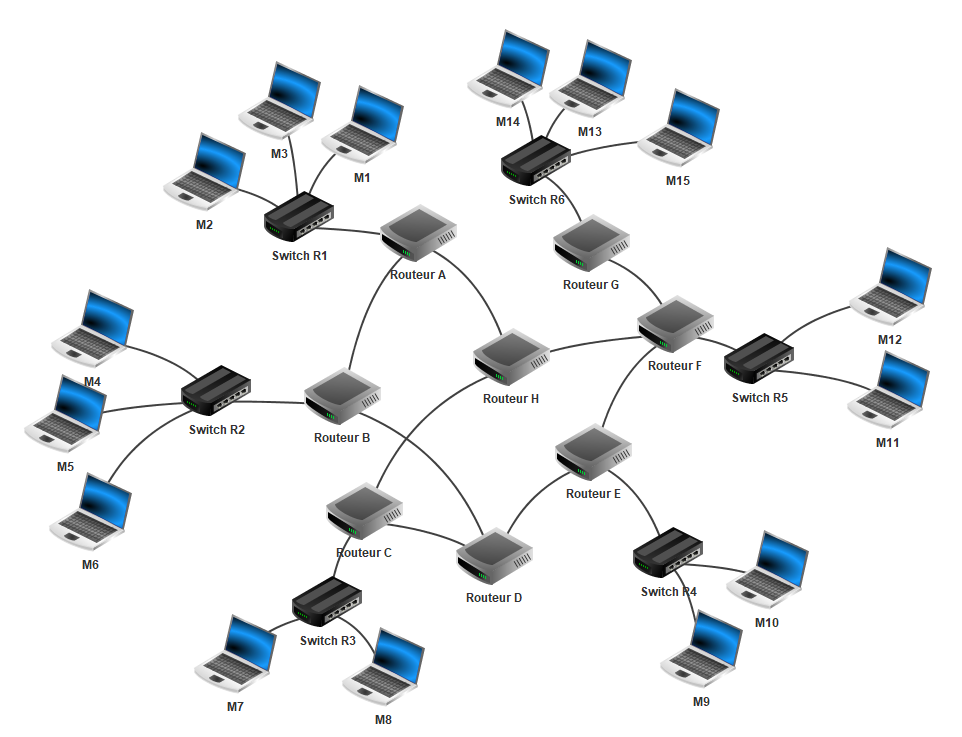 M14
M13
M3
M1
M15
M2
Switch R6
Switch R1
Routeur A
Routeur G
M12
Routeur F
M4
Routeur H
Switch R5
Switch R2
Routeur B
M11
M5
Routeur E
Routeur C
M6
Switch R4
Routeur D
M10
Switch R3
M9
M7
M8